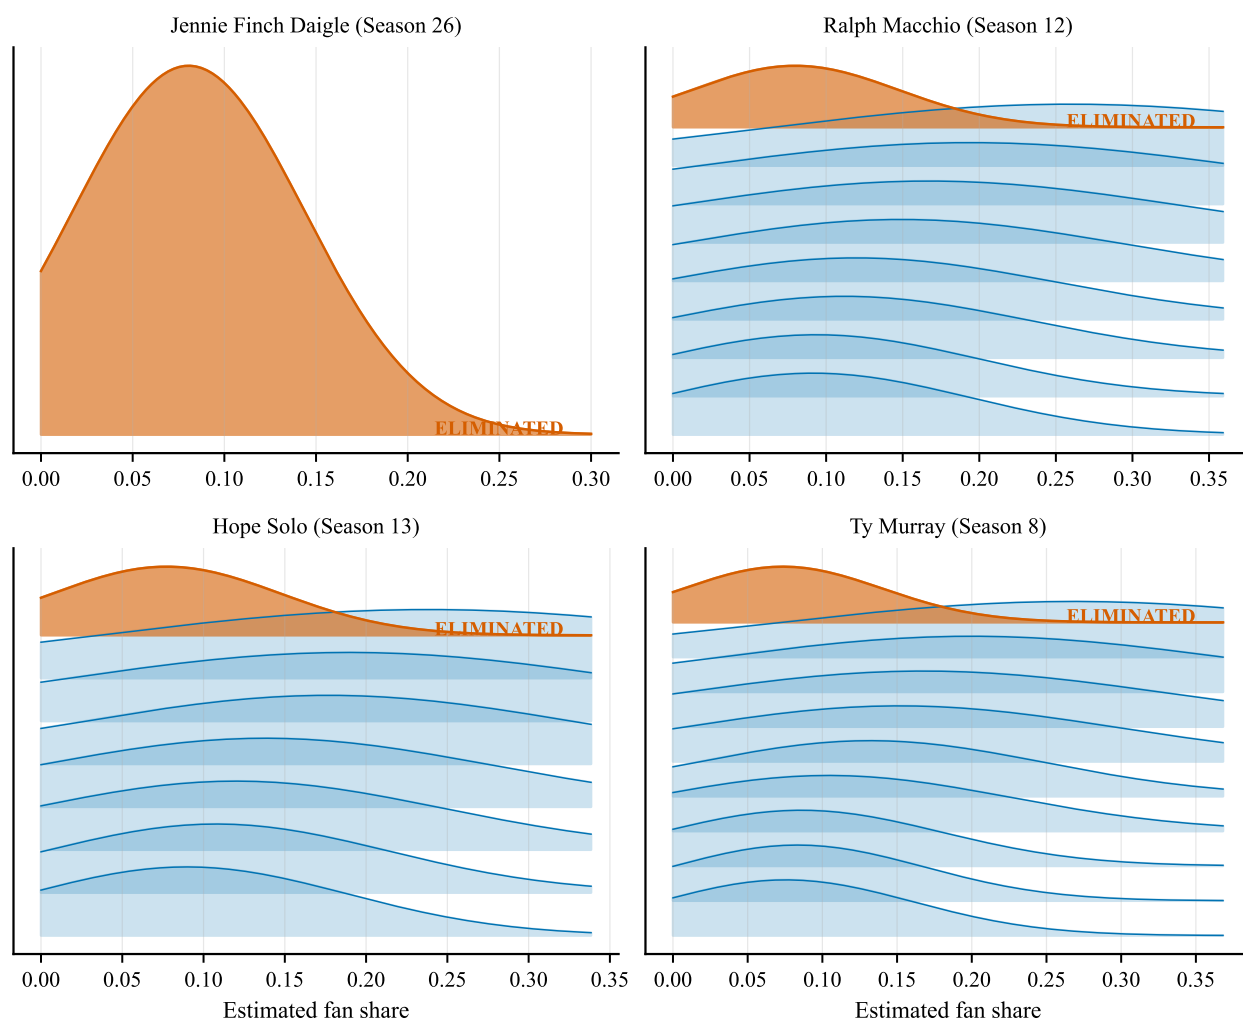 Jennie Finch Daigle (Season 26)
ELIMINATED
0.00 0.05 0.10 0.15 0.20 0.25 0.30
Ralph Macchio (Season 12)
ELIMINATED
0.00 0.05 0.10 0.15 0.20 0.25 0.30 0.35
Hope Solo (Season 13)
ELIMINATED
0.00 0.05 0.10 0.15 0.20 0.25 0.30 0.35
Estimated fan share
Ty Murray (Season 8)
ELIMINATED
0.00 0.05 0.10 0.15 0.20 0.25 0.30 0.35
Estimated fan share